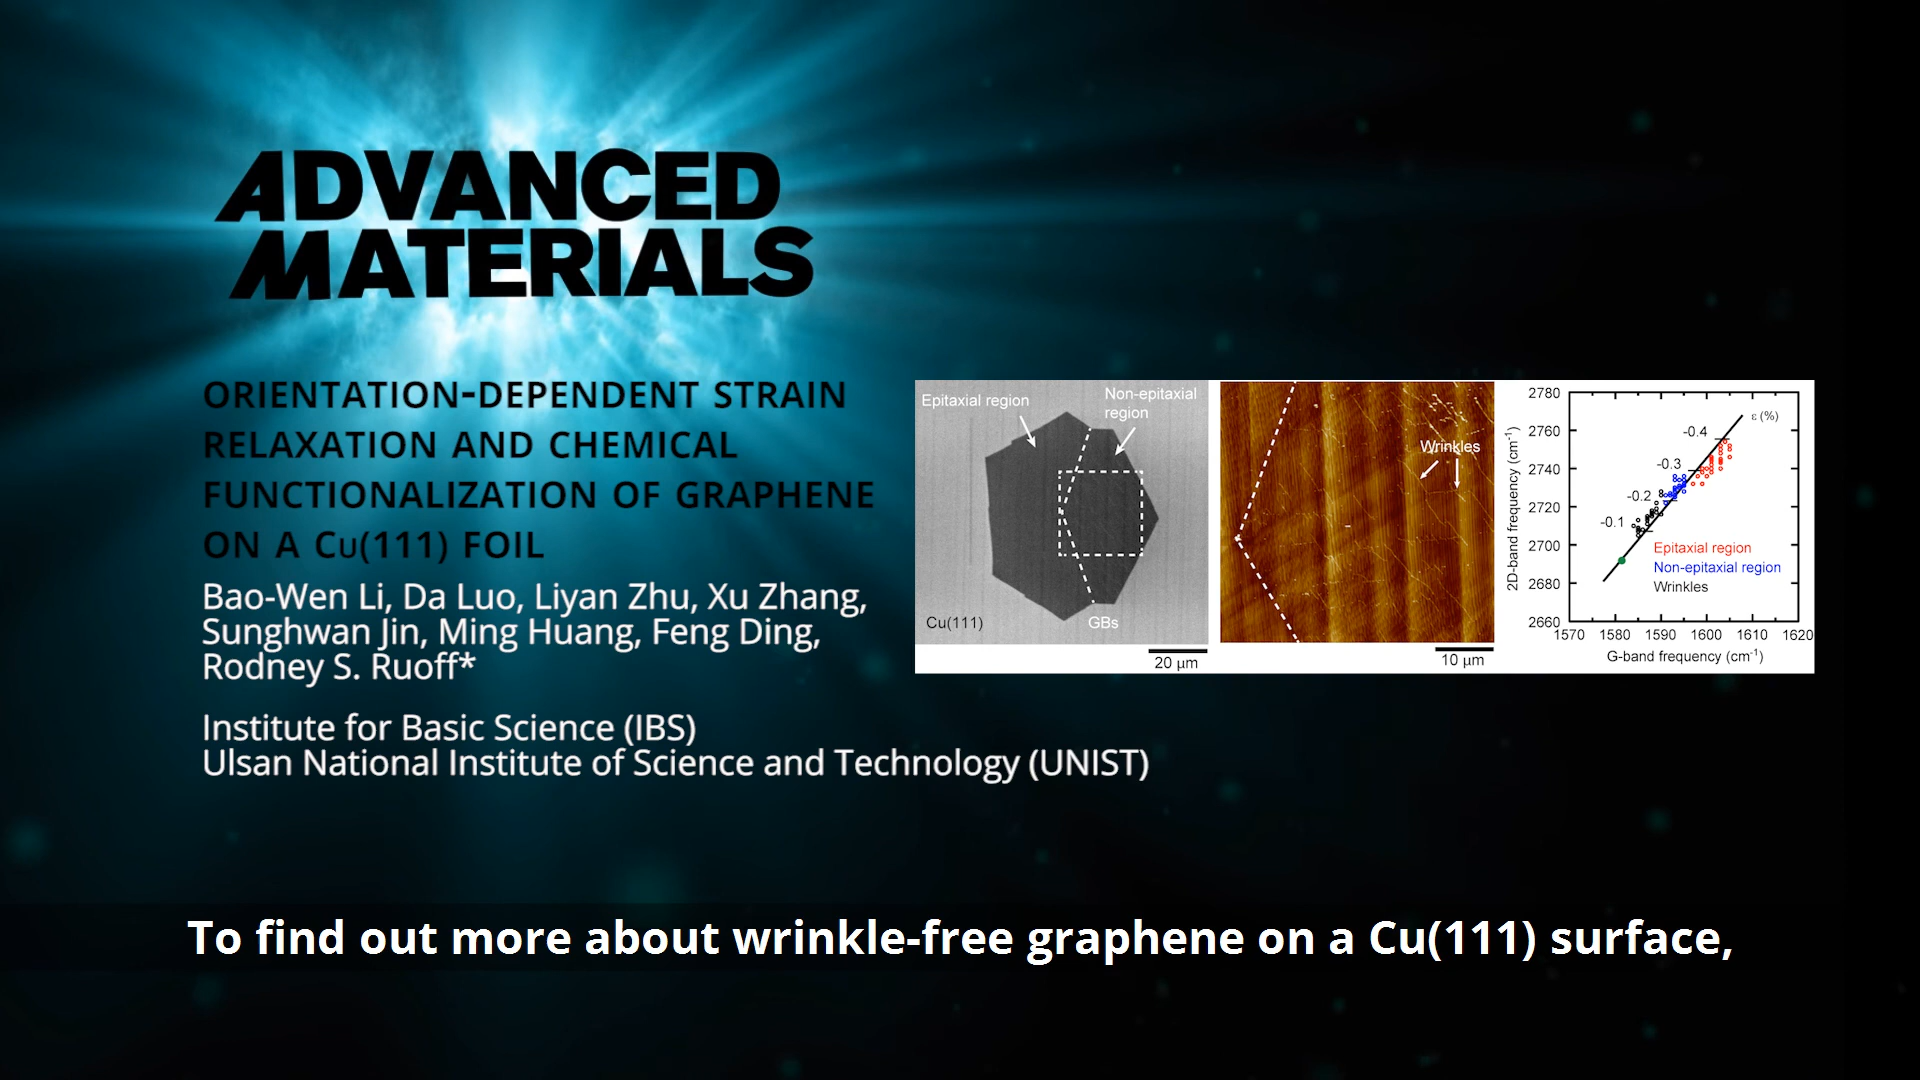 ADVANCED
MATERIALS
ORIENTATION-DEPENDENT STRAIN
RELAXATION AND CHEMICAL
FUNCTIONALIZATION OF GRAPHENE
ON A Cu(111) FOIL
Bao-Wen Li, Da Luo, Liyan Zhu, Xu Zhang,
Sunghwan Jin, Ming Huang, Feng Ding,
Rodney S. Ruoff*
Institute for Basic Science (IBS)
Ulsan National Institute of Science and Technology (UNIST)
Epitaxial region
Non-epitaxial
region
Cu(111)
GBs
20 µm
Wrinkles
10 µm
2D-band frequency (cm-1)
2780
2760
2740
2720
2700
2680
2660
ε (%)
-0.4
-0.3
-0.2
-0.1
Epitaxial region
Non-epitaxial region
Wrinkles
1570 1580 1590 1600 1610 1620
G-band frequency (cm-1)
To find out more about wrinkle-free graphene on a Cu(111) surface,